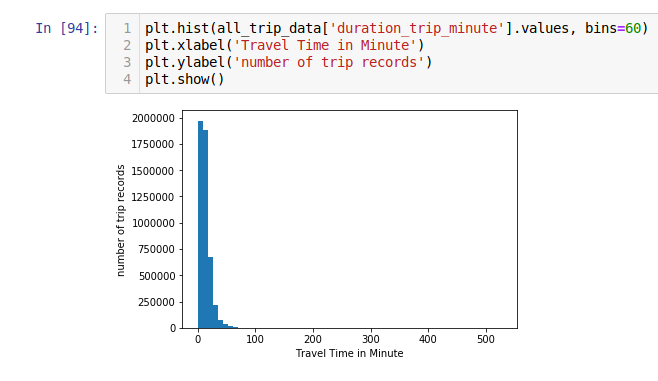 In [94]:
1 plt.hist(all_trip_data['duration_trip_minute'].values, bins=60)
2 plt.xlabel('Travel Time in Minute')
3 plt.ylabel('number of trip records')
4 plt.show()
2000000
1750000
1500000
1250000
1000000
750000
500000
250000
0
number of trip records
0 100 200 300 400 500
Travel Time in Minute